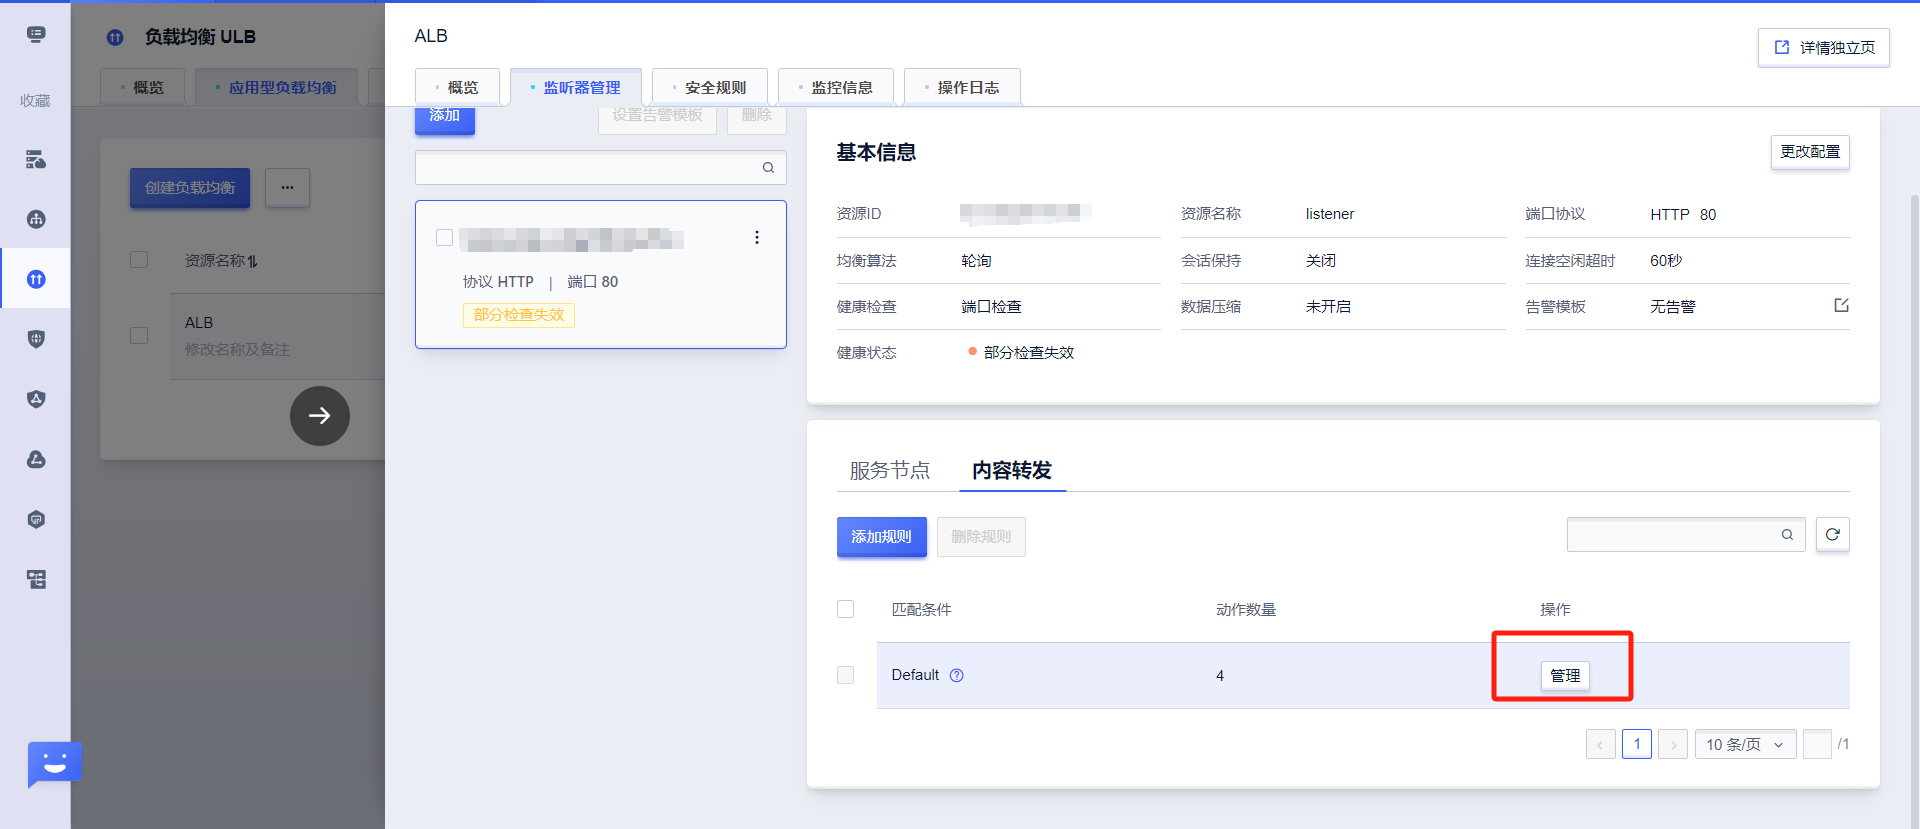 收藏
负载均衡 ULB
概览
应用型负载均衡
创建负载均衡
...
资源名称
ALB
修改名称及备注
ALB
详情独立页
概览
监听器管理
安全规则
监控信息
操作日志
添加
设置告警模板
删除
协议 HTTP | 端口 80
部分检查失效
基本信息
更改配置
资源ID
资源名称 listener
端口协议 HTTP 80
均衡算法 轮询
会话保持 关闭
连接空闲超时 60秒
健康检查 端口检查
数据压缩 未开启
告警模板 无告警
健康状态 部分检查失效
服务节点
内容转发
添加规则
删除规则
匹配条件 动作数量 操作
Default 4 管理
1
10 条/页
/1